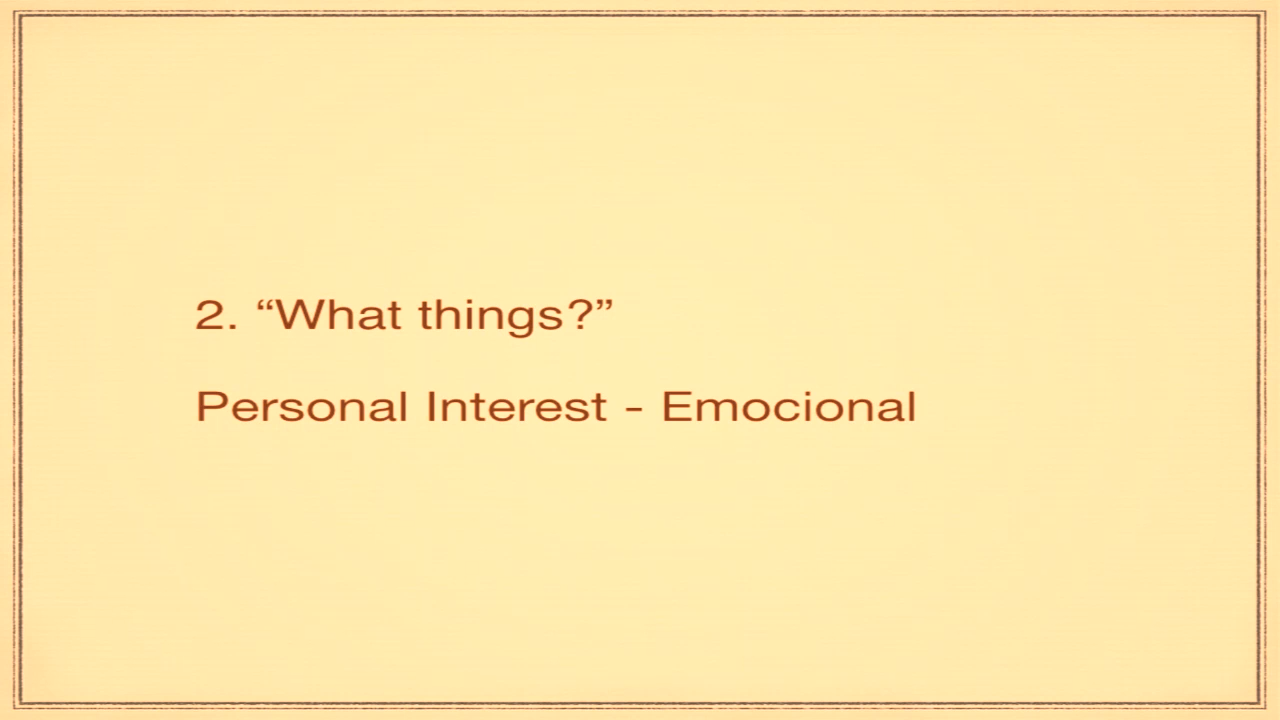 2. “What things?”
Personal Interest - Emocional